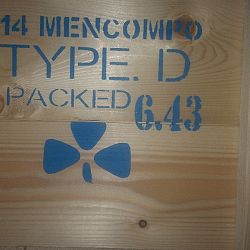 14 MENCOMPO
TYPE. D
PACKED
6.43